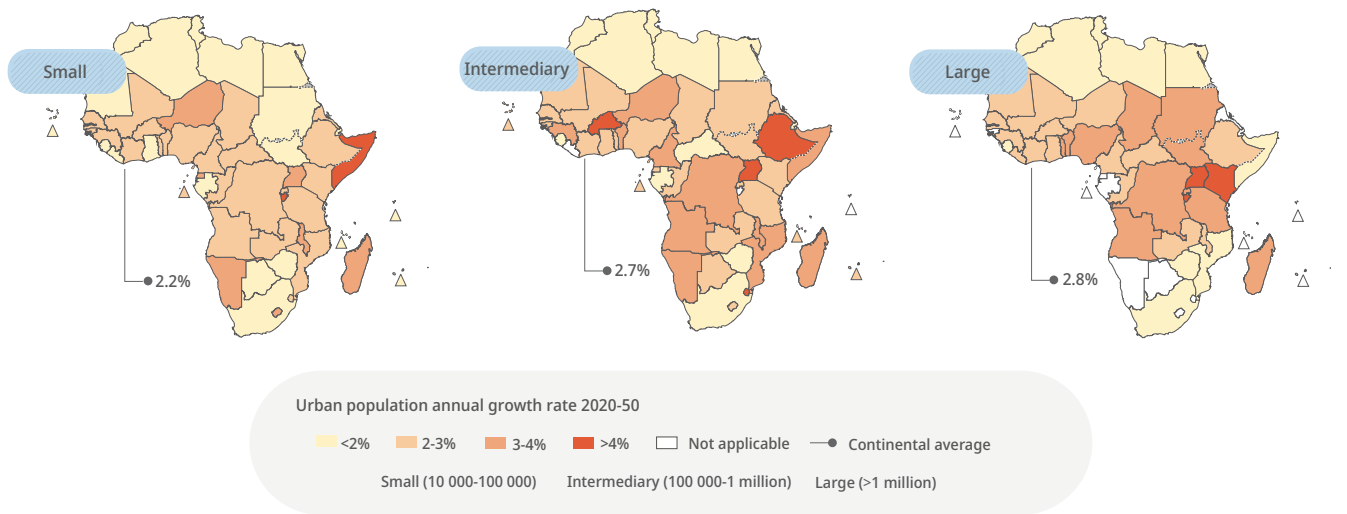 Small
Intermediary
Large
2.2%
2.7%
2.8%
Urban population annual growth rate 2020-50
<2% 2-3% 3-4% >4% Not applicable Continental average
Small (10 000-100 000) Intermediary (100 000-1 million) Large (>1 million)